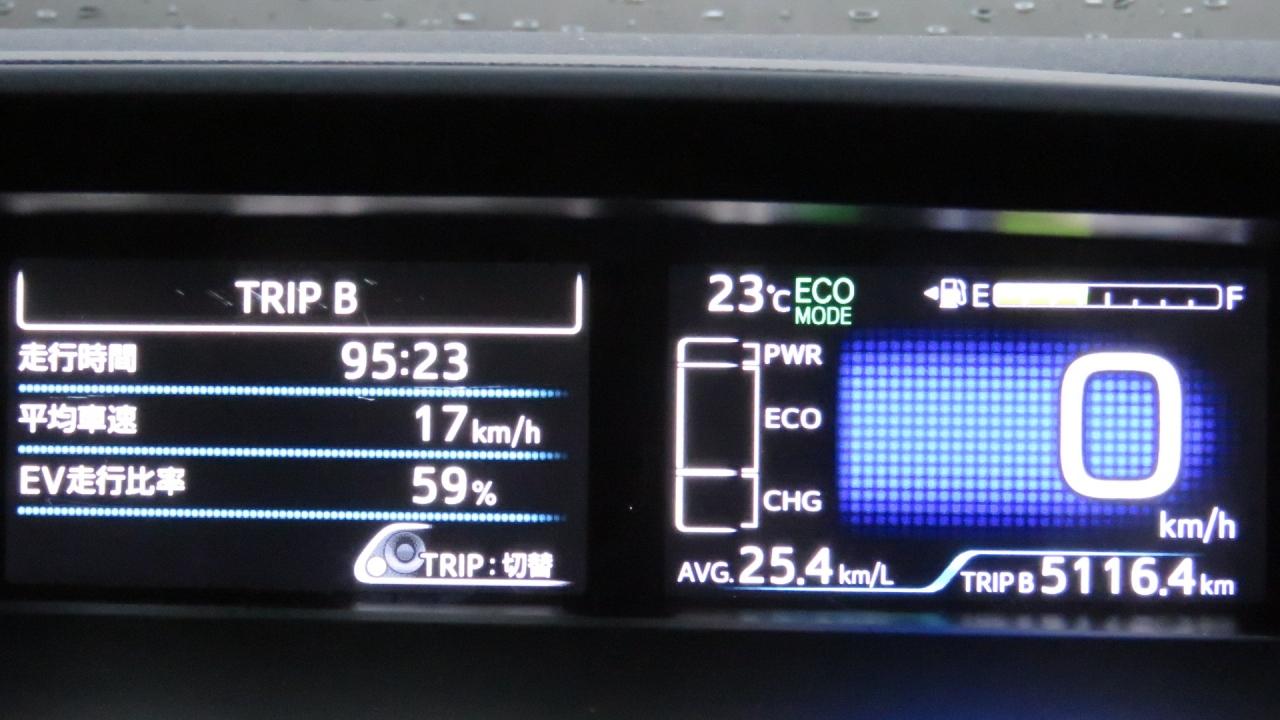 TRIP B
走行時間 95:23
平均車速 17km/h
EV走行比率 59%
TRIP:切替
23℃ ECO MODE E F
PWR
ECO
CHG
0
km/h
AVG.25.4km/L
TRIP B 5116.4km